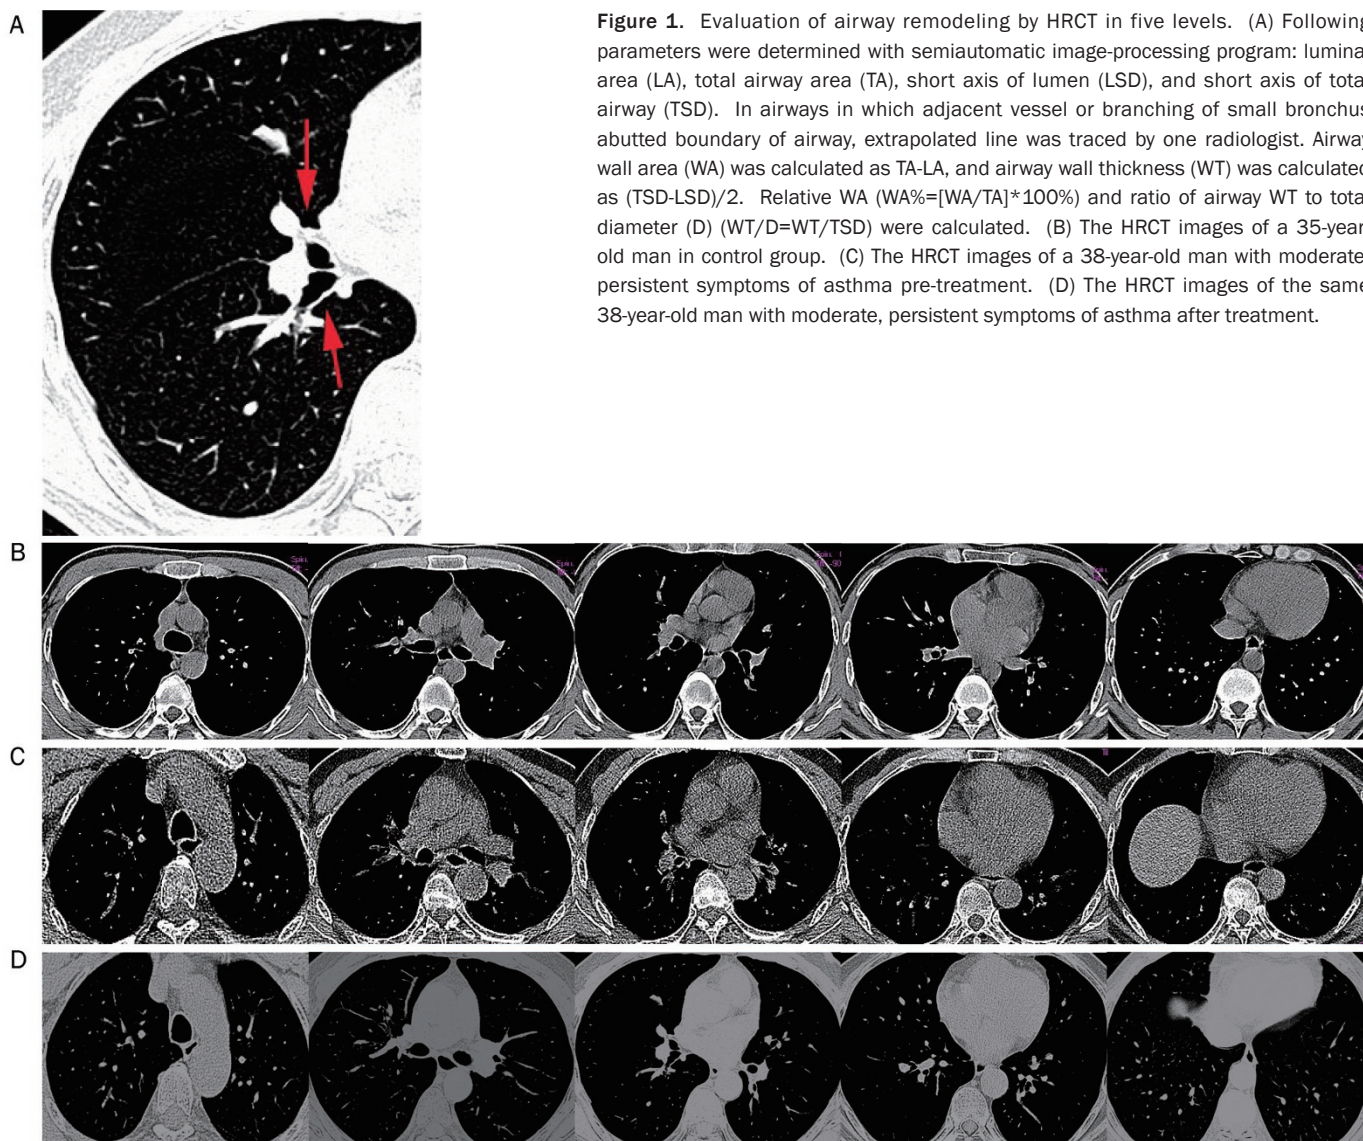 A
Figure 1. Evaluation of airway remodeling by HRCT in five levels. (A) Following
parameters were determined with semiautomatic image-processing program: lumina
area (LA), total airway area (TA), short axis of lumen (LSD), and short axis of tota
airway (TSD). In airways in which adjacent vessel or branching of small bronchus
abutted boundary of airway, extrapolated line was traced by one radiologist. Airway
wall area (WA) was calculated as TA-LA, and airway wall thickness (WT) was calculated
as (TSD-LSD)/2. Relative WA (WA%=[WA/TA]*100%) and ratio of airway WT to tota
diameter (D) (WT/D=WT/TSD) were calculated. (B) The HRCT images of a 35-year
old man in control group. (C) The HRCT images of a 38-year-old man with moderate
persistent symptoms of asthma pre-treatment. (D) The HRCT images of the same
38-year-old man with moderate, persistent symptoms of asthma after treatment.
B
C
D